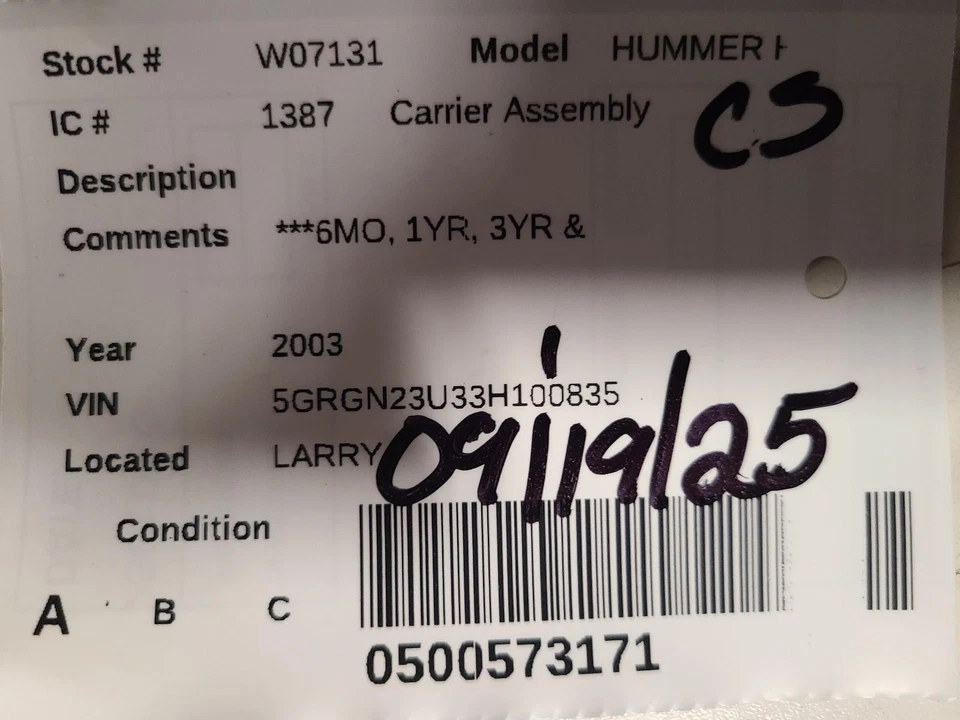 Stock # W07131 Model HUMMER H
IC # 1387 Carrier Assembly CS
Description
Comments ***6MO, 1YR, 3YR &
Year 2003
VIN 5GRGN23U33H100835
Located LARRY 09/19/25
Condition
A B C
0500573171